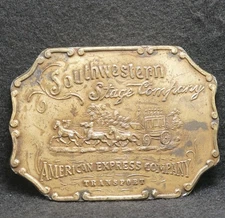 Southwestern
Stage Company
AMERICAN EXPRESS COMPANY
TRANSPORT